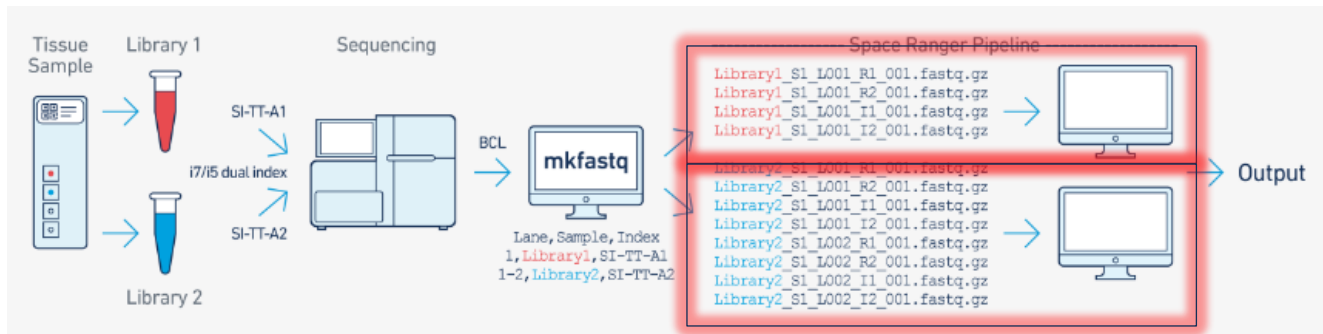 Tissue
Sample
Library 1
Library 2
SI-TT-A1
i7/i5 dual index
SI-TT-A2
Sequencing
BCL
mkfastq
Lane,Sample,Index
1,Library1,SI-TT-A1
1-2,Library2,SI-TT-A2
Space Ranger Pipeline
Library1_S1_L001_R1_001.fastq.gz
Library1_S1_L001_R2_001.fastq.gz
Library1_S1_L001_I1_001.fastq.gz
Library1_S1_L001_I2_001.fastq.gz
Library2_S1_L001_R1_001.fastq.gz
Library2_S1_L001_R2_001.fastq.gz
Library2_S1_L001_I1_001.fastq.gz
Library2_S1_L001_I2_001.fastq.gz
Library2_S1_L002_R1_001.fastq.gz
Library2_S1_L002_R2_001.fastq.gz
Library2_S1_L002_I1_001.fastq.gz
Library2_S1_L002_I2_001.fastq.gz
Output